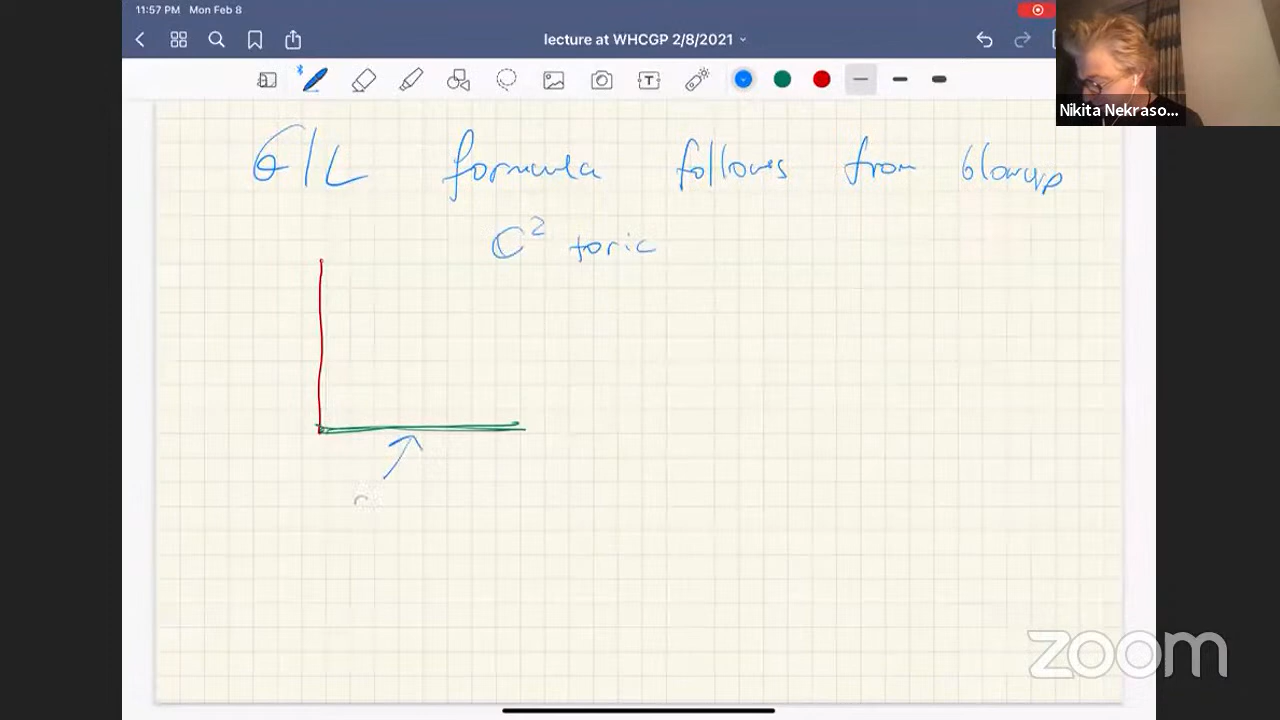 11:57 PM Mon Feb 8
lecture at WHCGP 2/8/2021
T
Nikita Nekraso...
GIL formula follows from blowup
C² toric
zoom